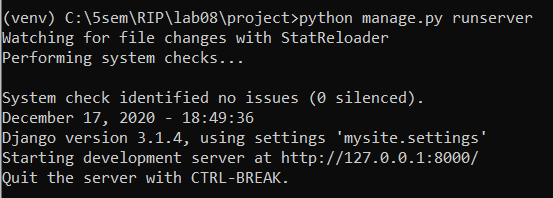 (venv) C:\5sem\RIP\lab08\project>python manage.py runserver
Watching for file changes with StatReloader
Performing system checks...
System check identified no issues (0 silenced).
December 17, 2020 - 18:49:36
Django version 3.1.4, using settings 'mysite.settings'
Starting development server at http://127.0.0.1:8000/
Quit the server with CTRL-BREAK.